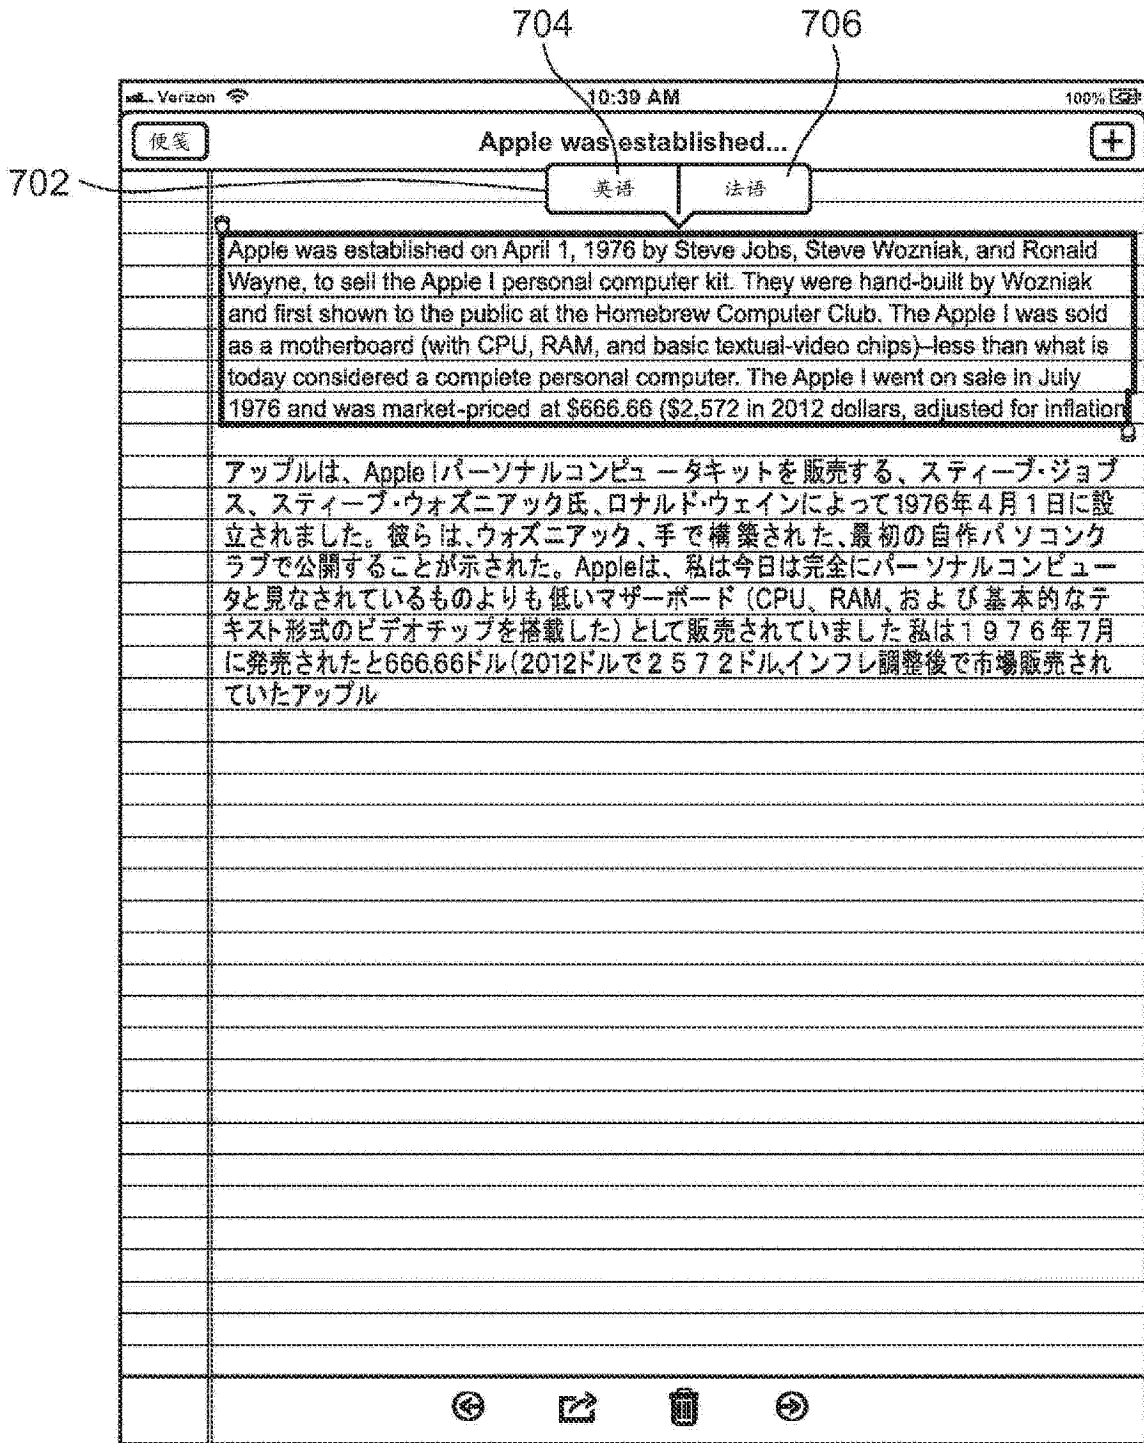 704 706
Verizon 10:39 AM 100%
便笺 Apple was established... +
702 英语 法语
Apple was established on April 1, 1976 by Steve Jobs, Steve Wozniak, and Ronald
Wayne, to sell the Apple I personal computer kit. They were hand-built by Wozniak
and first shown to the public at the Homebrew Computer Club. The Apple I was sold
as a motherboard (with CPU, RAM, and basic textual-video chips)–less than what is
today considered a complete personal computer. The Apple I went on sale in July
1976 and was market-priced at $666.66 ($2,572 in 2012 dollars, adjusted for inflation
アップルは、Apple Iパーソナルコンピュータキットを販売する、スティーブ·ジョブ
ス、スティーブ·ウォズニアック氏、ロナルド·ウェインによって1976年4月1日に設
立されました。彼らは、ウォズニアック、手で構築された、最初の自作パソコンク
ラブで公開することが示された。Appleは、私は今日は完全にパーソナルコンピュー
タと見なされているものよりも低いマザーボード（CPU、RAM、および基本的なテ
キスト形式のビデオチップを搭載した）として販売されていました 私は1976年7月
に発売されたと666.66ドル（2012ドルで2572ドル、インフレ調整後で市場販売され
ていたアップル